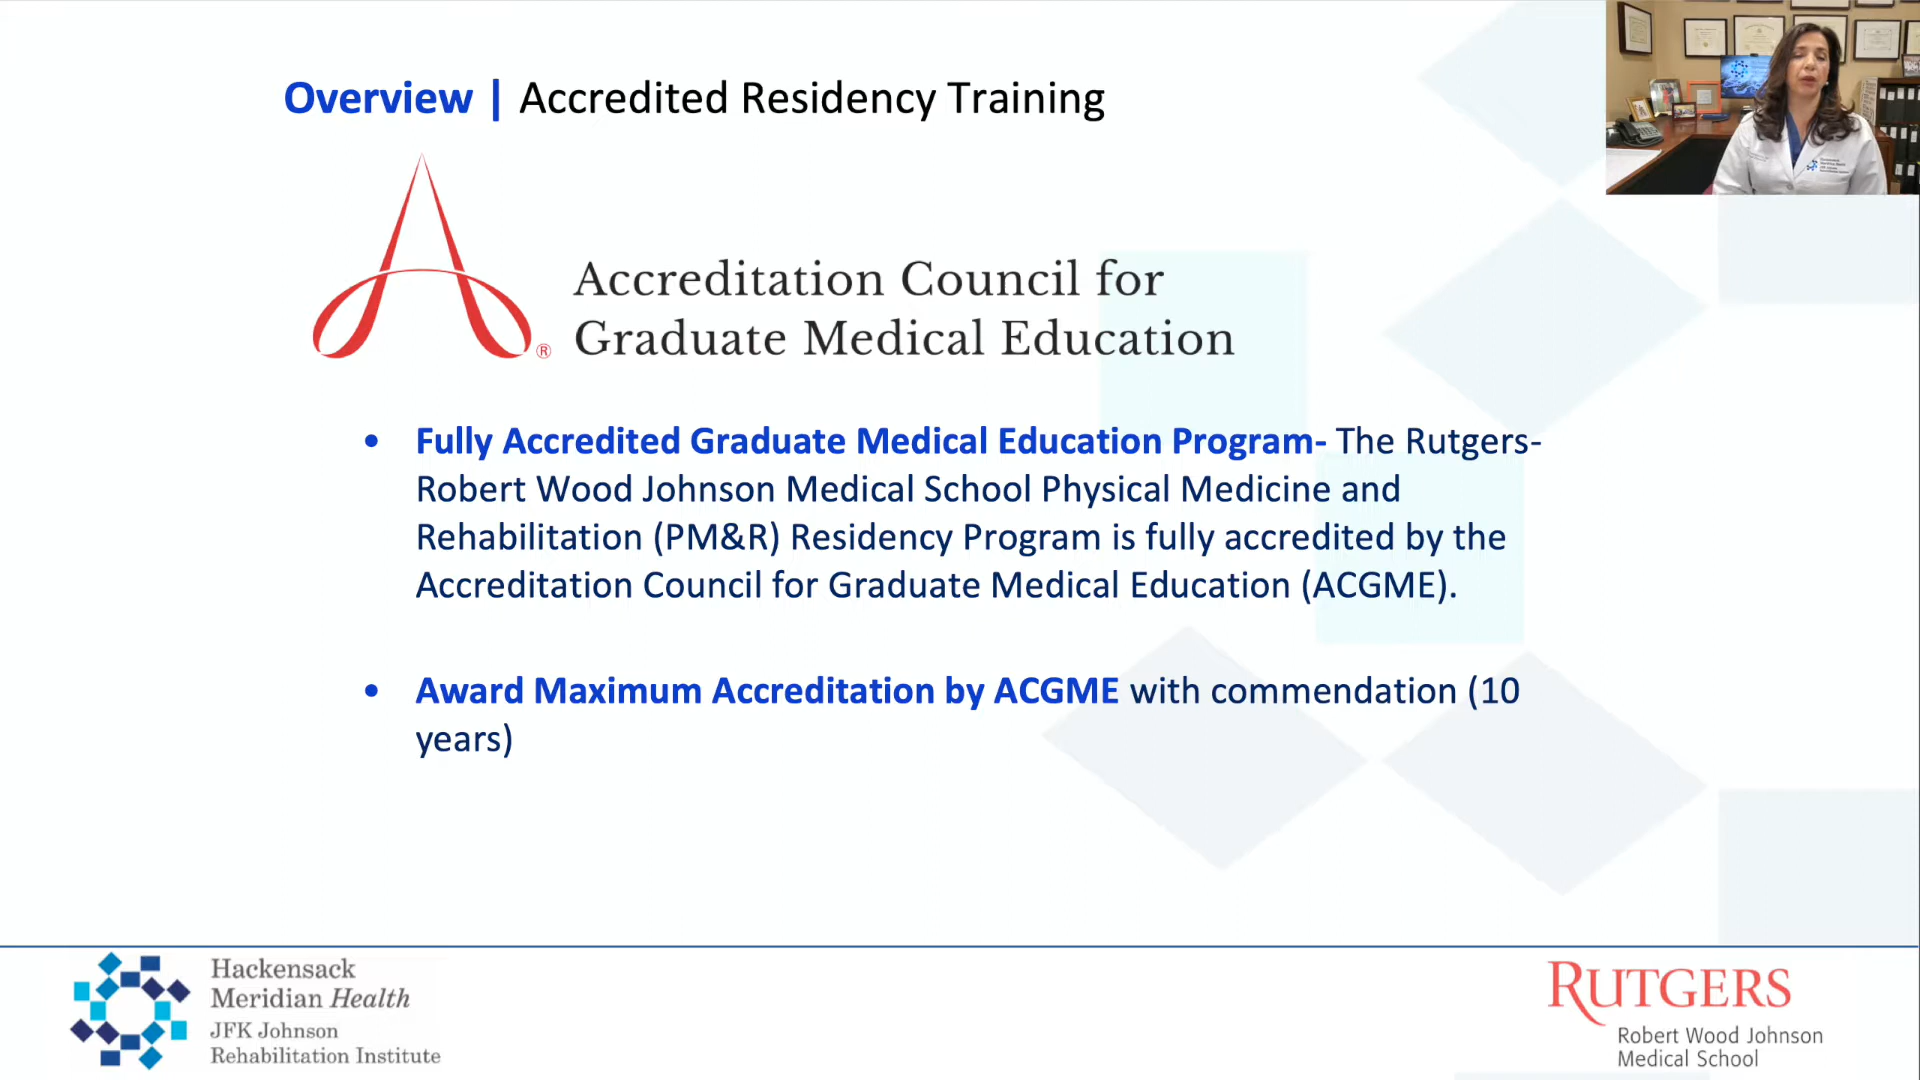 Overview | Accredited Residency Training
Accreditation Council for
Graduate Medical Education
®
• Fully Accredited Graduate Medical Education Program- The Rutgers-
Robert Wood Johnson Medical School Physical Medicine and
Rehabilitation (PM&R) Residency Program is fully accredited by the
Accreditation Council for Graduate Medical Education (ACGME).
• Award Maximum Accreditation by ACGME with commendation (10
years)
Hackensack
Meridian Health
JFK Johnson
Rehabilitation Institute
RUTGERS
Robert Wood Johnson
Medical School